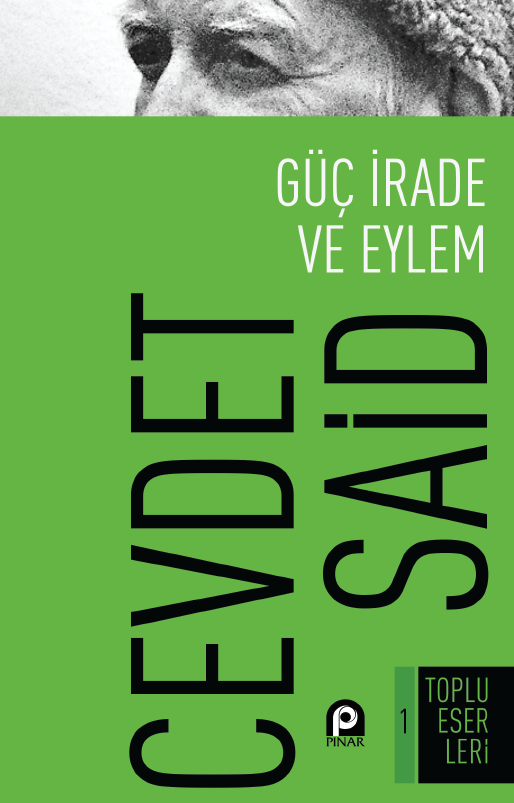 GÜÇ İRADE
VE EYLEM
CEVDET
SAİD
PINAR
1
TOPLU
ESER
LERİ